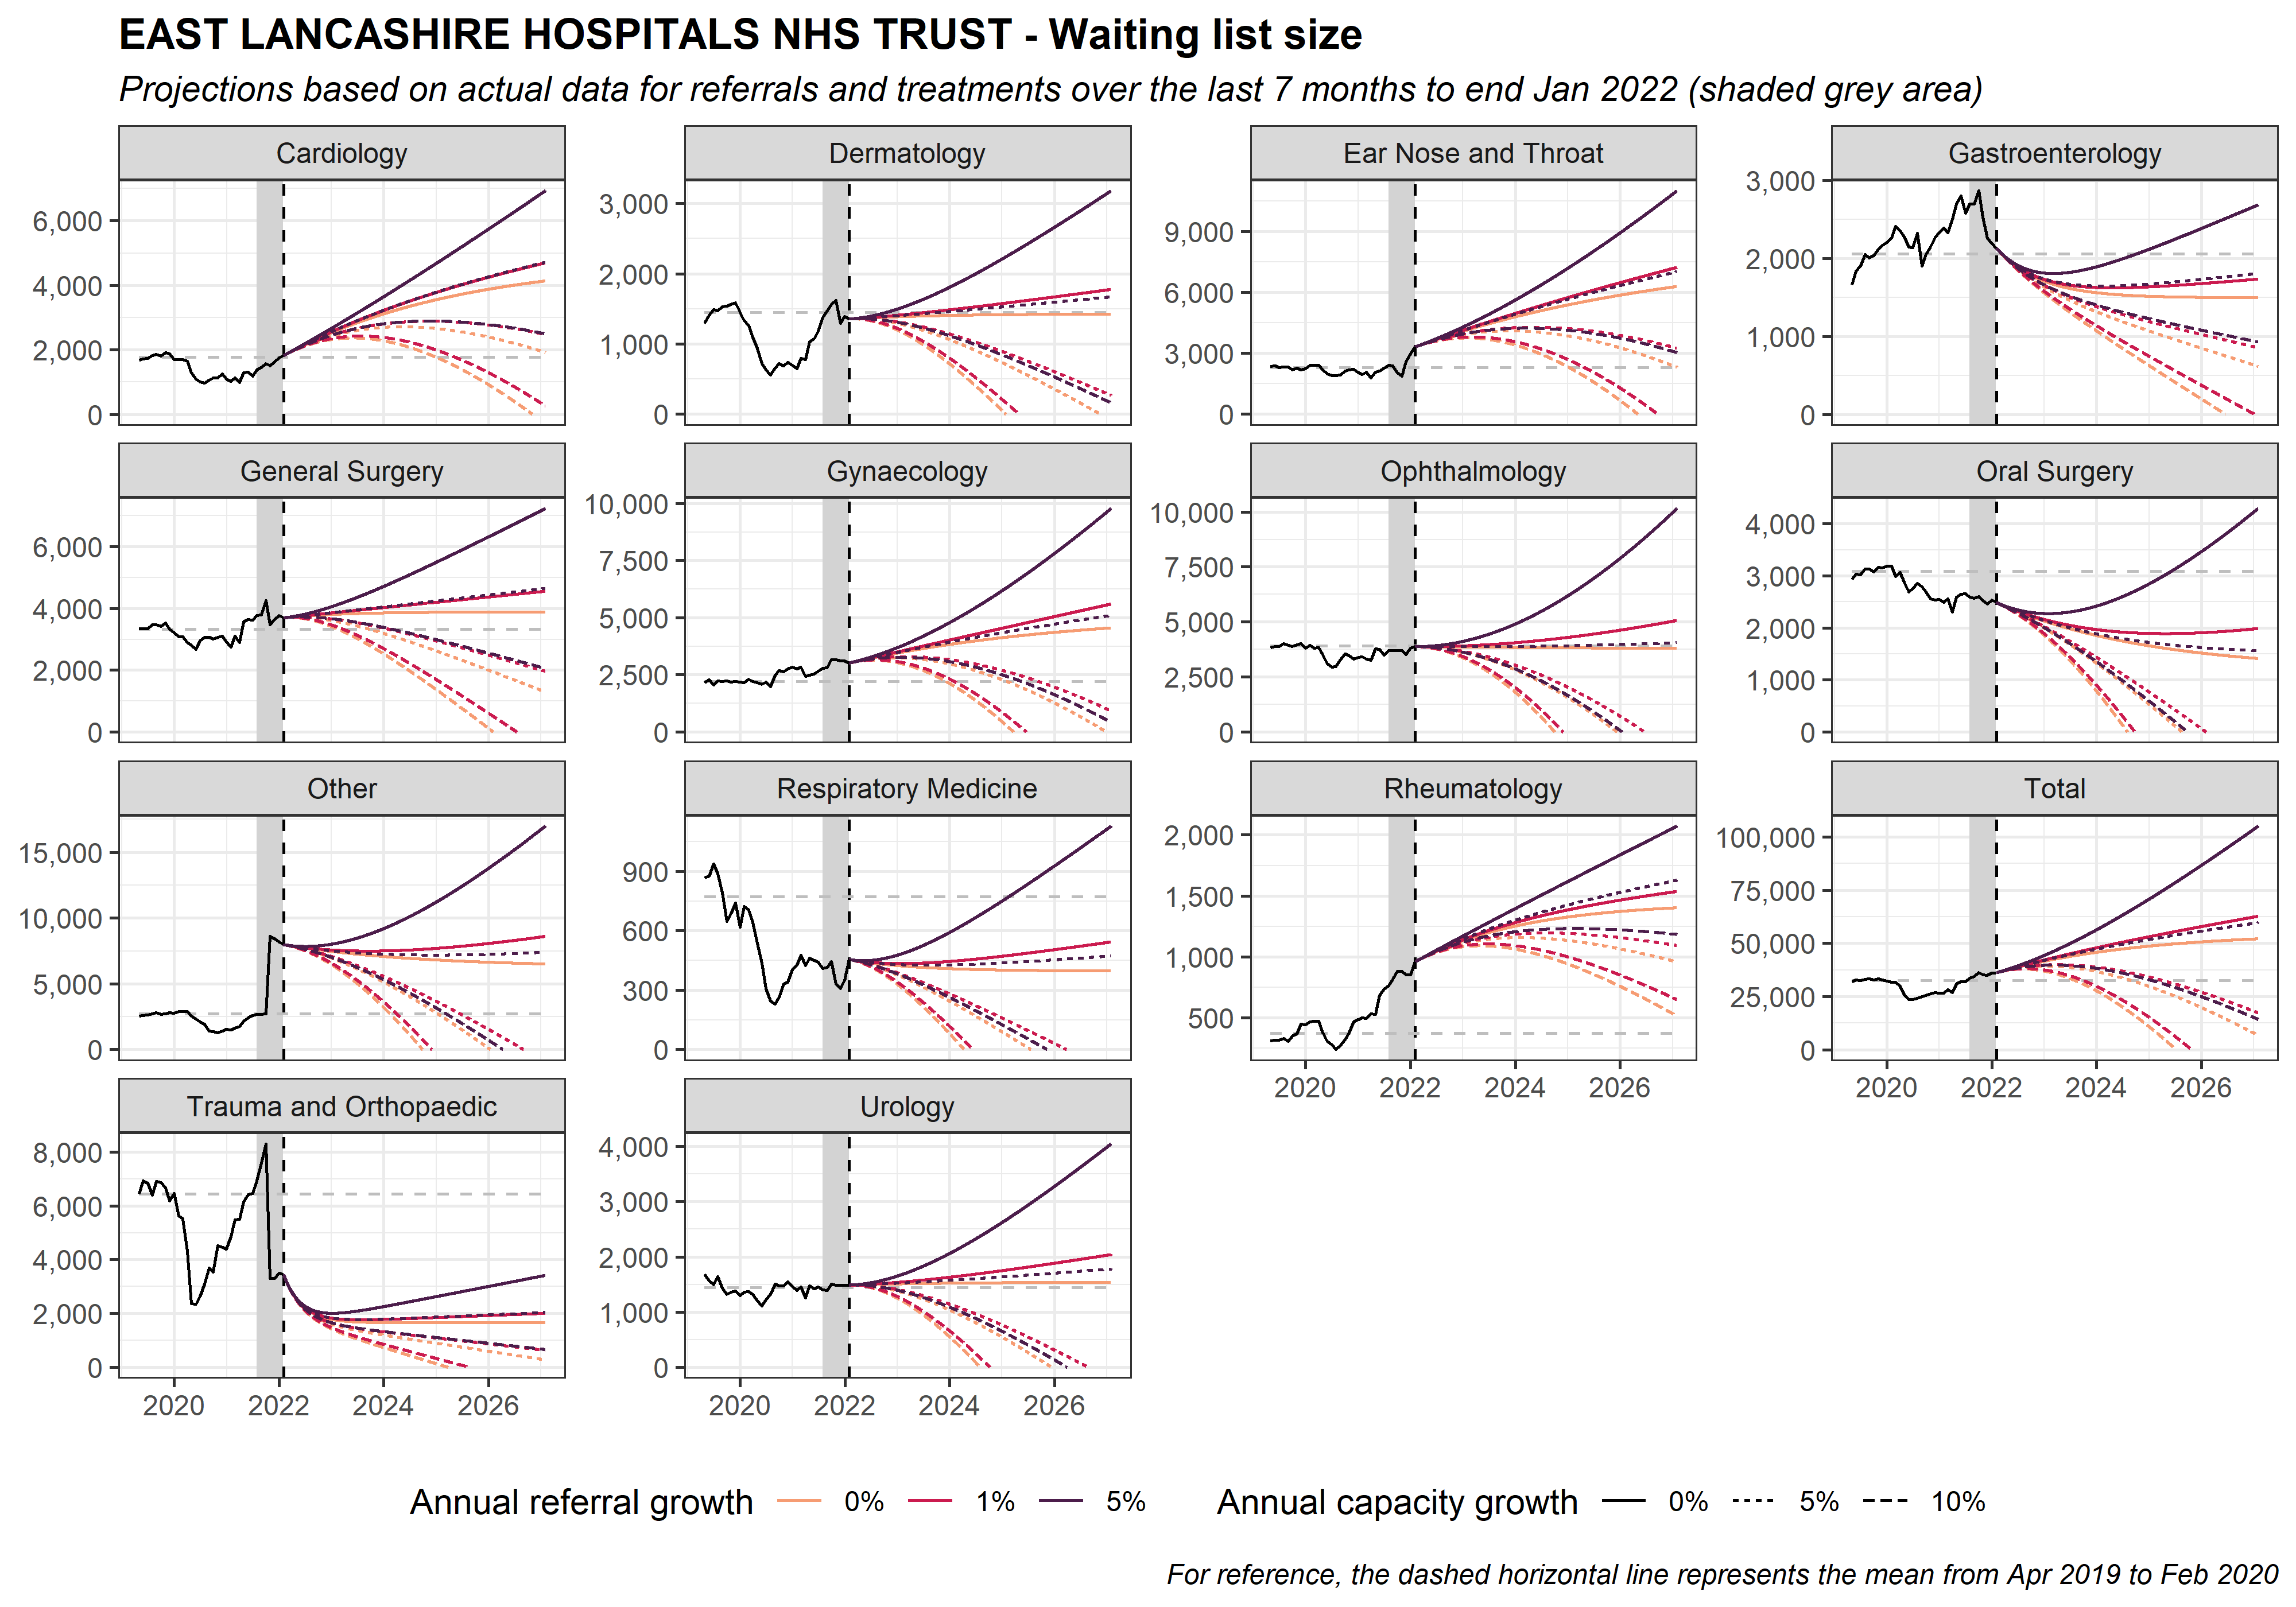 EAST LANCASHIRE HOSPITALS NHS TRUST - Waiting list size
Projections based on actual data for referrals and treatments over the last 7 months to end Jan 2022 (shaded grey area)
Cardiology
6,000
4,000
2,000
0
Dermatology
3,000
2,000
1,000
0
Ear Nose and Throat
9,000
6,000
3,000
0
Gastroenterology
3,000
2,000
1,000
0
General Surgery
6,000
4,000
2,000
0
Gynaecology
10,000
7,500
5,000
2,500
0
Ophthalmology
10,000
7,500
5,000
2,500
0
Oral Surgery
4,000
3,000
2,000
1,000
0
Other
15,000
10,000
5,000
0
Respiratory Medicine
900
600
300
0
Rheumatology
2,000
1,500
1,000
500
2020 2022 2024 2026
Total
100,000
75,000
50,000
25,000
0
2020 2022 2024 2026
Trauma and Orthopaedic
8,000
6,000
4,000
2,000
0
2020 2022 2024 2026
Urology
4,000
3,000
2,000
1,000
0
2020 2022 2024 2026
Annual referral growth 0% 1% 5%
Annual capacity growth 0% 5% 10%
For reference, the dashed horizontal line represents the mean from Apr 2019 to Feb 2020